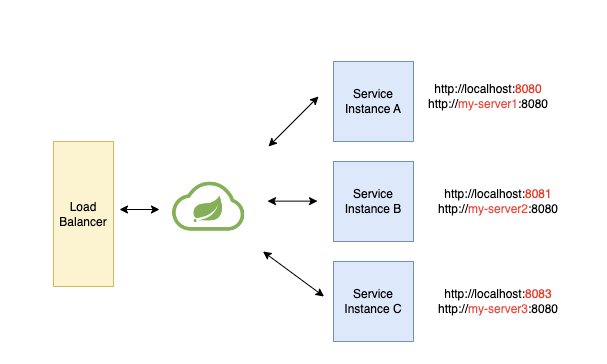 Load
Balancer
Service
Instance A
http://localhost:8080
http://my-server1:8080
Service
Instance B
http://localhost:8081
http://my-server2:8080
Service
Instance C
http://localhost:8083
http://my-server3:8080